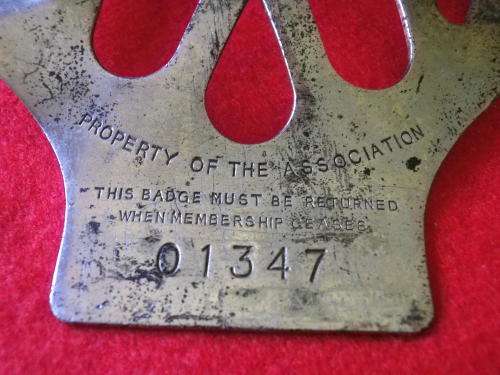 PROPERTY OF THE ASSOCIATION
THIS BADGE MUST BE RETURNED
WHEN MEMBERSHIP CEASES
01347